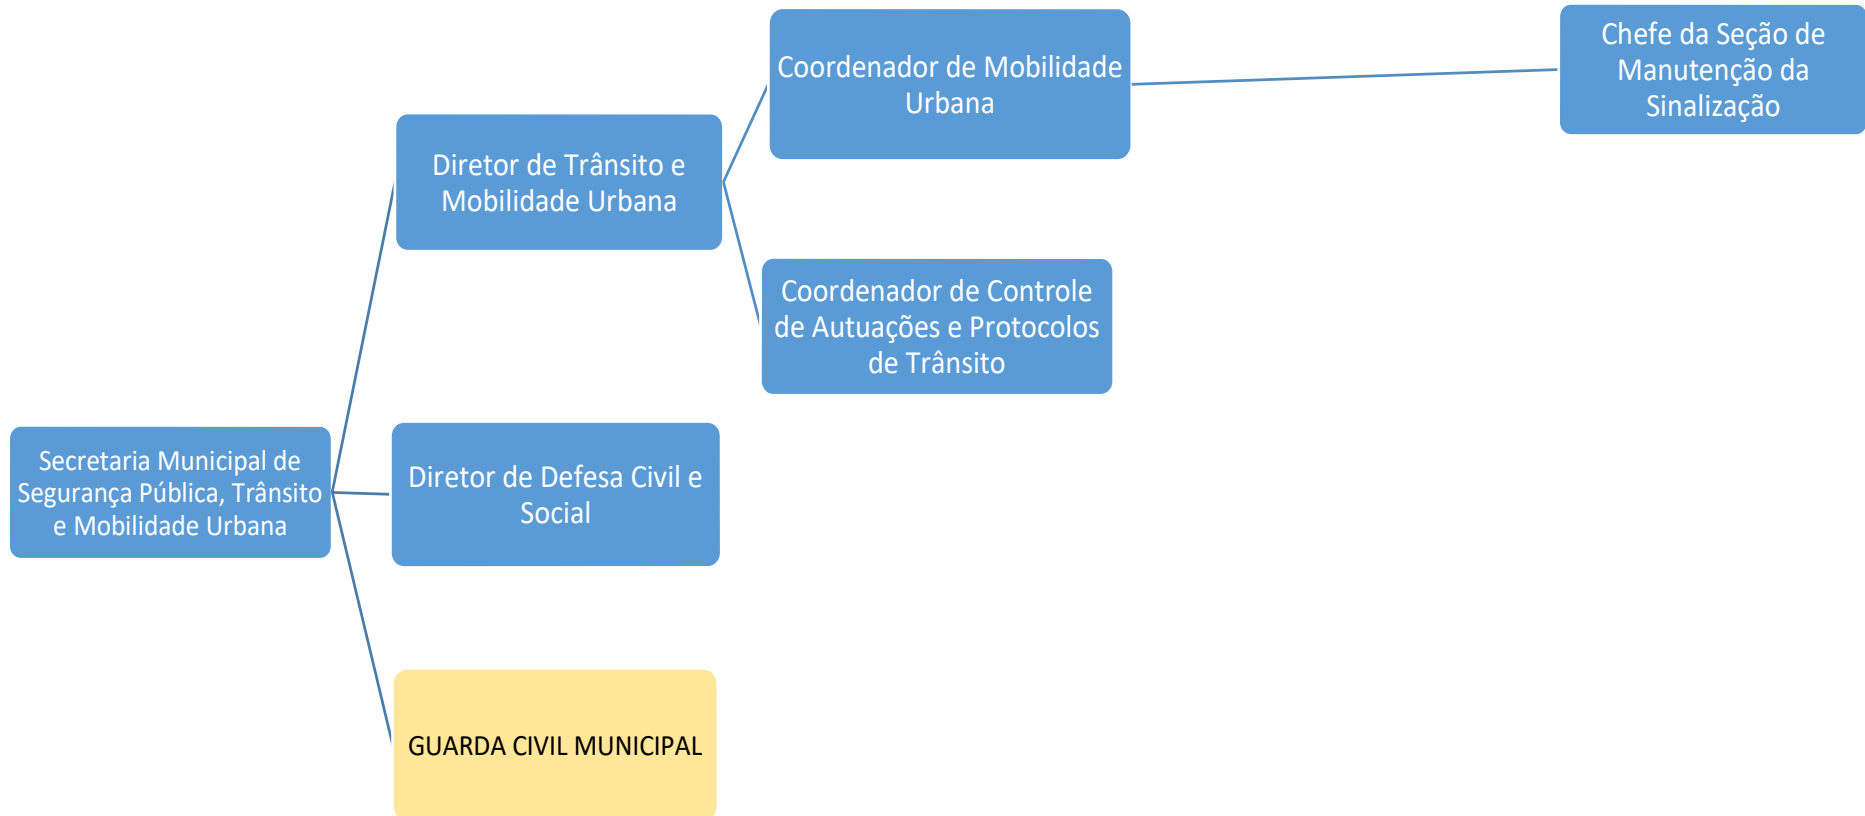 Secretaria Municipal de
Segurança Pública, Trânsito
e Mobilidade Urbana
Diretor de Trânsito e
Mobilidade Urbana
Coordenador de Mobilidade
Urbana
Chefe da Seção de
Manutenção da
Sinalização
Coordenador de Controle
de Autuações e Protocolos
de Trânsito
Diretor de Defesa Civil e
Social
GUARDA CIVIL MUNICIPAL